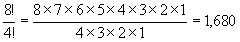 8!/4! = (8 × 7 × 6 × 5 × 4 × 3 × 2 × 1)/(4 × 3 × 2 × 1) = 1,680